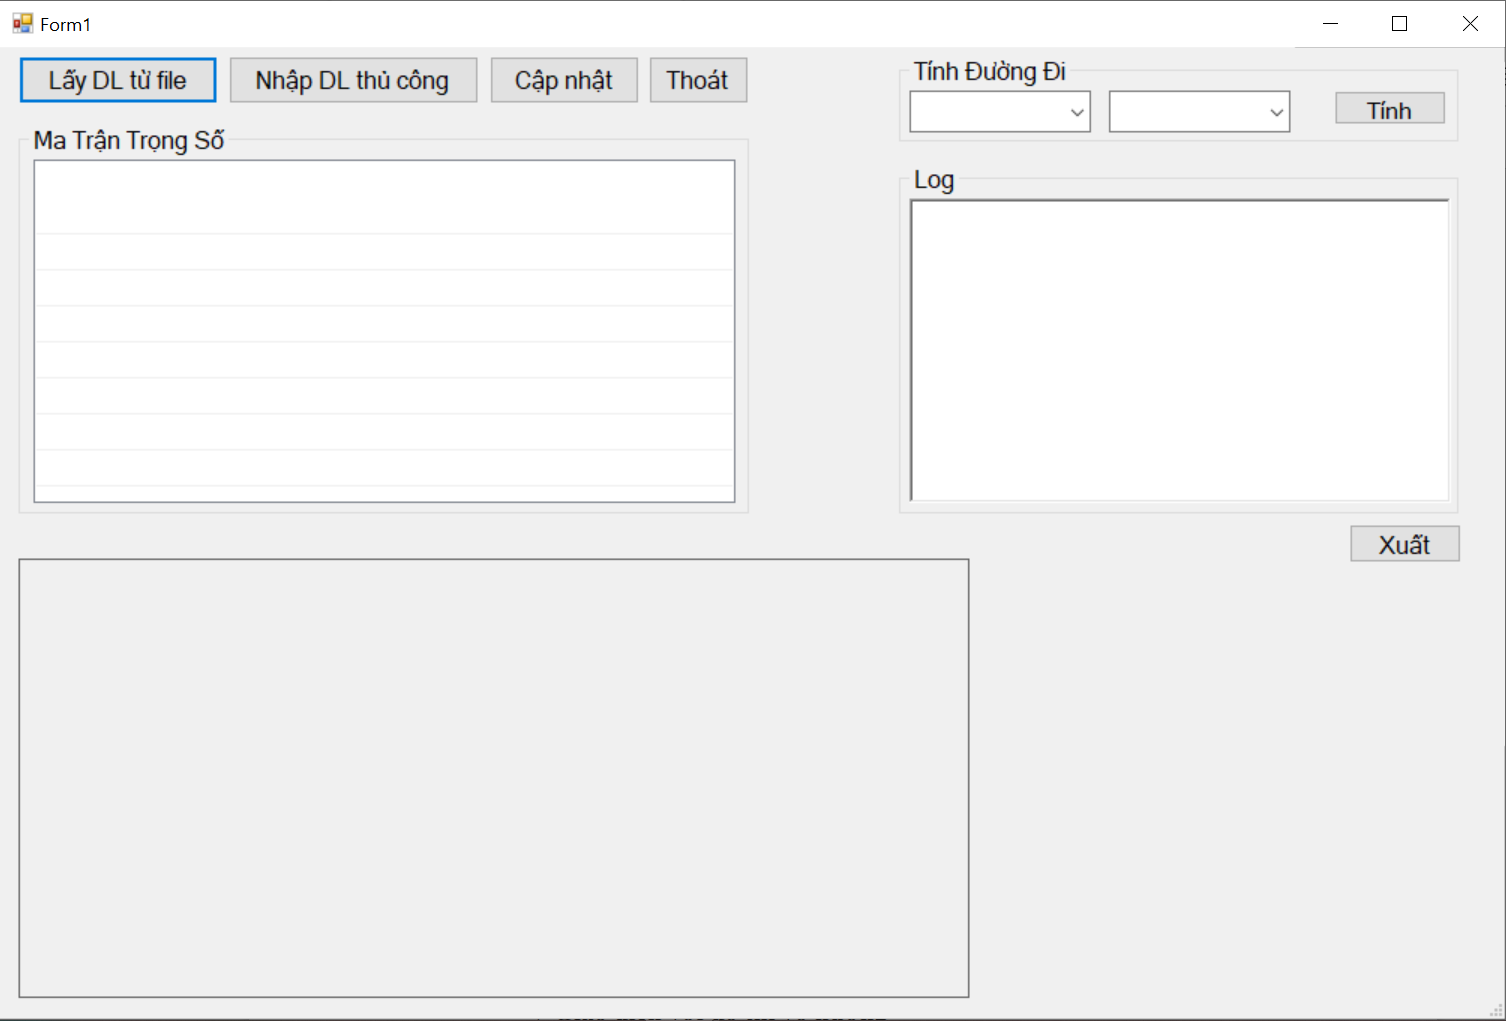 Form1
Lấy DL từ file
Nhập DL thủ công
Cập nhật
Thoát
Tính Đường Đi
Tính
Ma Trận Trọng Số
Log
Xuất